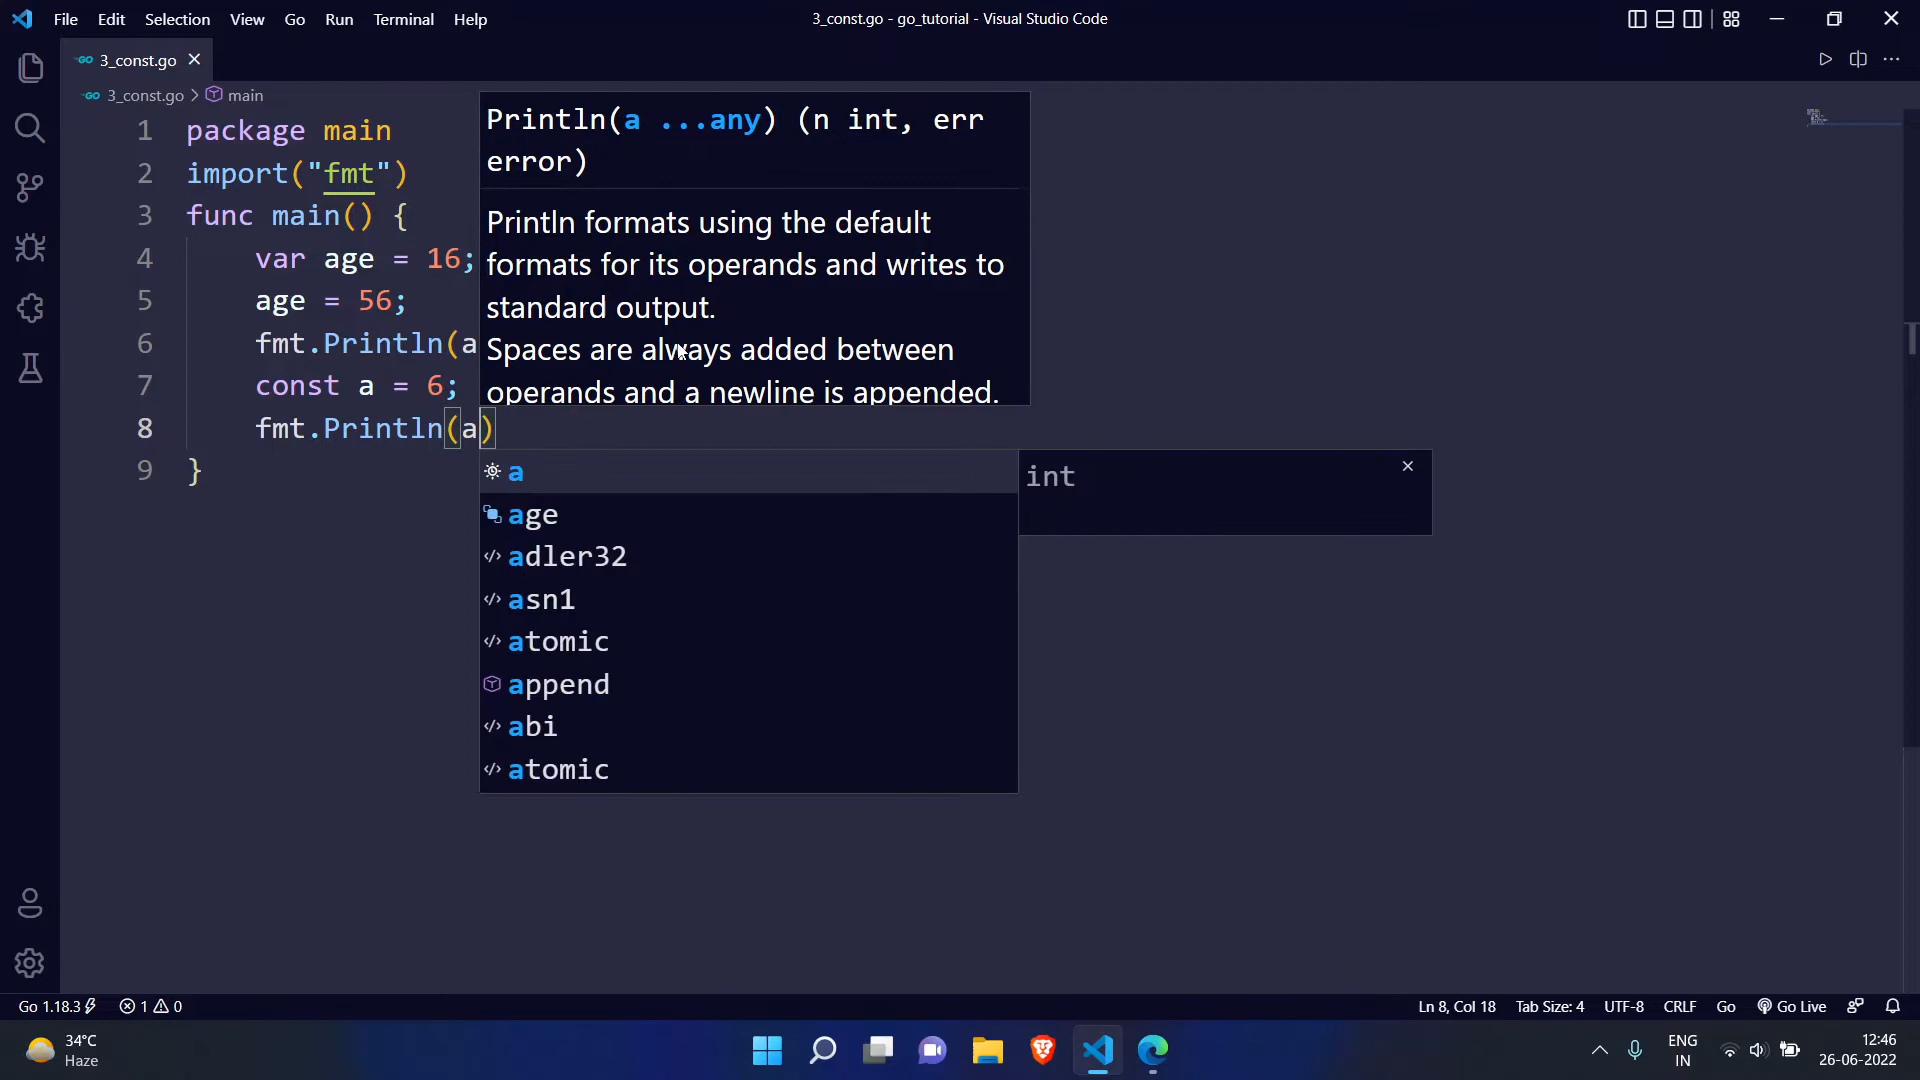 File Edit Selection View Go Run Terminal Help
3_const.go - go_tutorial - Visual Studio Code
3_const.go
3_const.go > main
1 package main
2 import("fmt")
3 func main() {
4 var age = 16;
5 age = 56;
6 fmt.Println(a
7 const a = 6;
8 fmt.Println(a)
9 }
Println(a ...any) (n int, err
error)
Println formats using the default
formats for its operands and writes to
standard output.
Spaces are always added between
operands and a newline is appended.
a
int
age
adler32
asn1
atomic
append
abi
atomic
Go 1.18.3 1 0
Ln 8, Col 18 Tab Size: 4 UTF-8 CRLF Go Go Live
34°C
Haze
ENG
IN
12:46
26-06-2022